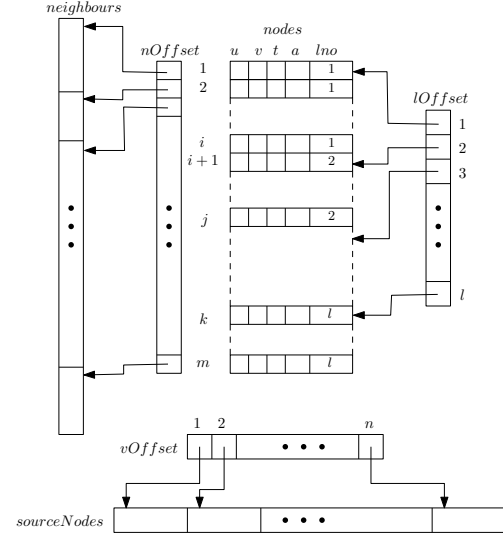 neighbours
nodes
nOffset
u v t a lno
1 1
2 1
lOffset
1
2
3
i 1
i + 1 2
j 2
l
k l
m l
1 2 n
vOffset
sourceNodes